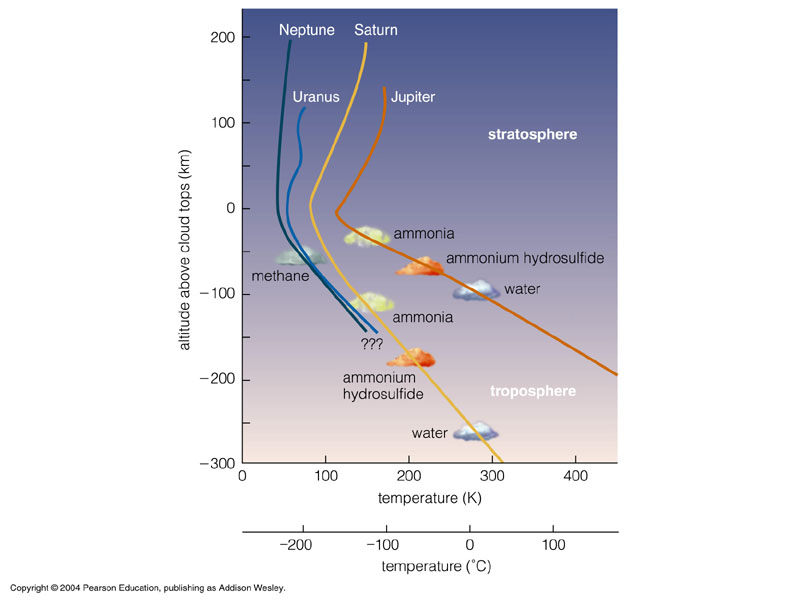 Neptune Saturn
Uranus Jupiter
stratosphere
altitude above cloud tops (km)
200
100
0
−100
−200
−300
ammonia
ammonium hydrosulfide
methane
water
ammonia
???
ammonium
hydrosulfide
troposphere
water
0 100 200 300 400
temperature (K)
−200 −100 0 100
temperature (°C)
Copyright © 2004 Pearson Education, publishing as Addison Wesley.